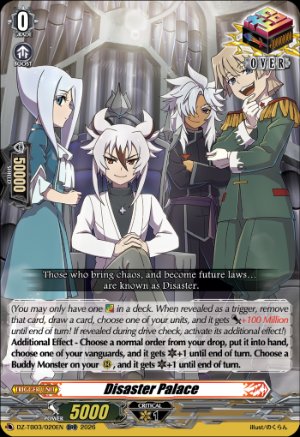 0
GRADE
BOOST
OVER
SHIELD
50000
Those who bring chaos, and become future laws...
are known as Disaster.
(You may only have one in a deck. When revealed as a trigger, remove
that card, draw a card, choose one of your units, and it gets +100 Million
until end of turn! If revealed during drive check, activate its additional effect!)
Additional Effect - Choose a normal order from your drop, put it into hand,
choose one of your vanguards, and it gets +1 until end of turn. Choose a
Buddy Monster on your, and it gets +1 until end of turn.
TRIGGER UNIT
Disaster Palace
POWER 5000
CRITICAL
1
DZ-TB03/020EN 2025
illust/のくらん